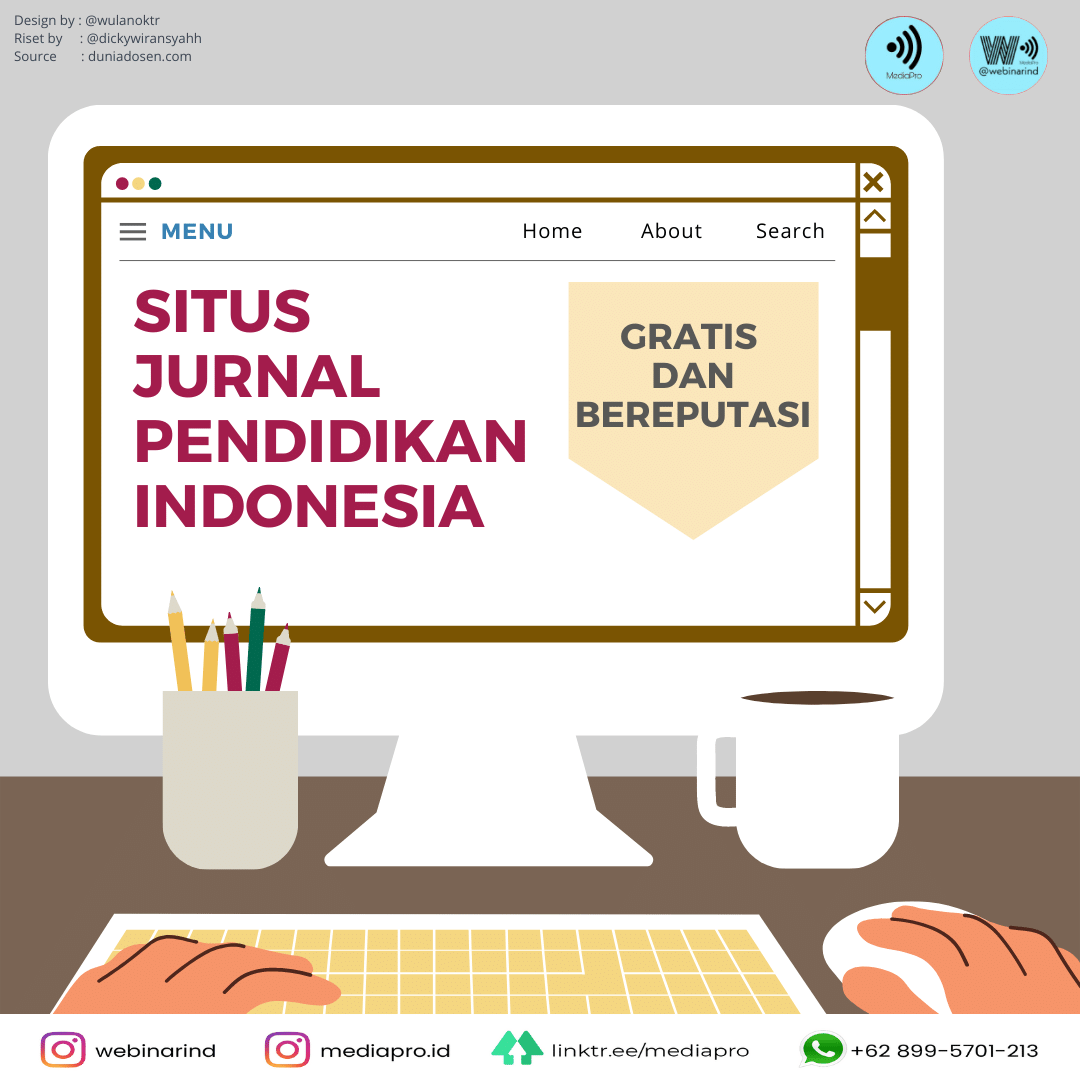 Design by : @wulanoktr
Riset by : @dickywiransyahh
Source : duniadosen.com
MediaPro
W
@webinarind
MENU
Home
About
Search
SITUS
JURNAL
PENDIDIKAN
INDONESIA
GRATIS
DAN
BEREPUTASI
webinarind
mediapro.id
linktr.ee/mediapro
+62 899-5701-213